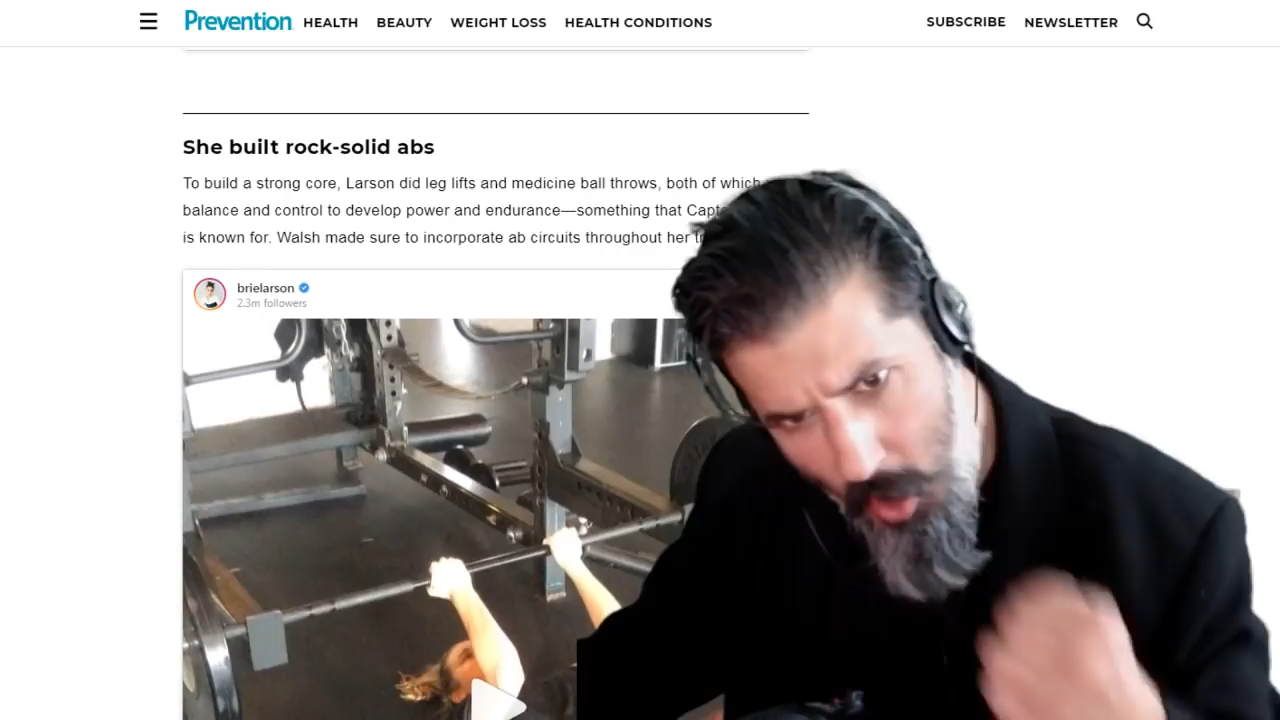 Prevention HEALTH BEAUTY WEIGHT LOSS HEALTH CONDITIONS SUBSCRIBE NEWSLETTER
She built rock-solid abs
To build a strong core, Larson did leg lifts and medicine ball throws, both of which
balance and control to develop power and endurance—something that
is known for. Walsh made sure to incorporate ab circuits throughout her
brielarson
2.3m followers